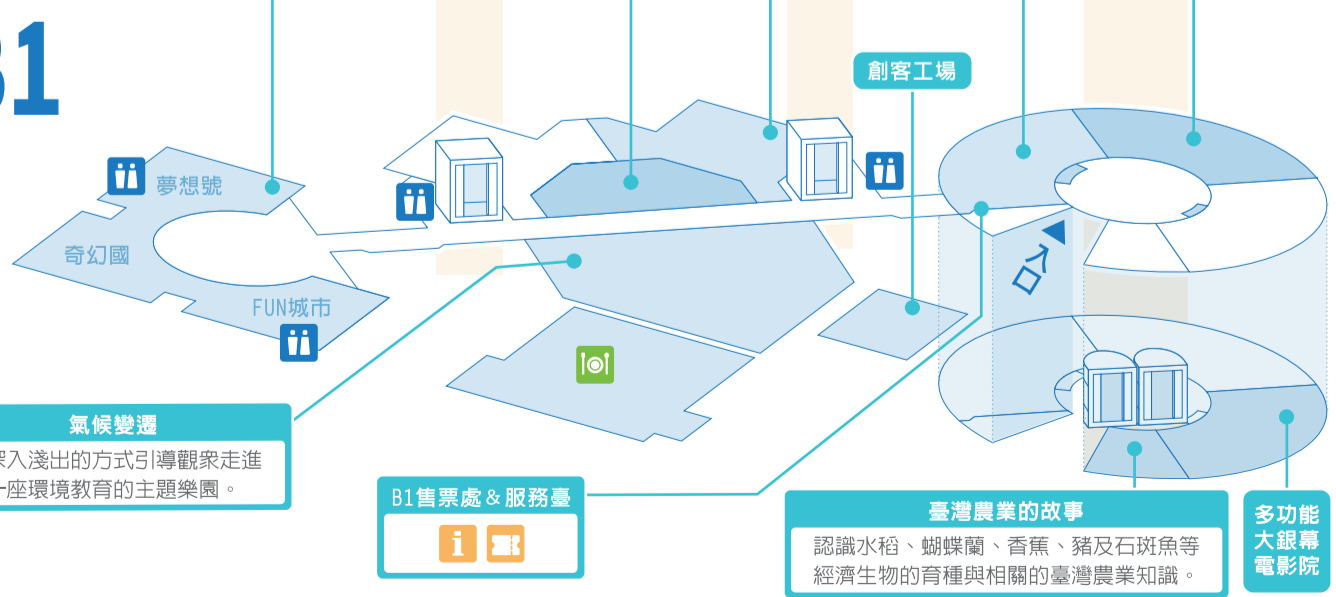 B1
創客工場
夢想號
奇幻國
FUN城市
入口
氣候變遷
深入淺出的方式引導觀眾走進
一座環境教育的主題樂園。
B1售票處&服務臺
i
臺灣農業的故事
認識水稻、蝴蝶蘭、香蕉、豬及石斑魚等
經濟生物的育種與相關的臺灣農業知識。
多功能
大銀幕
電影院